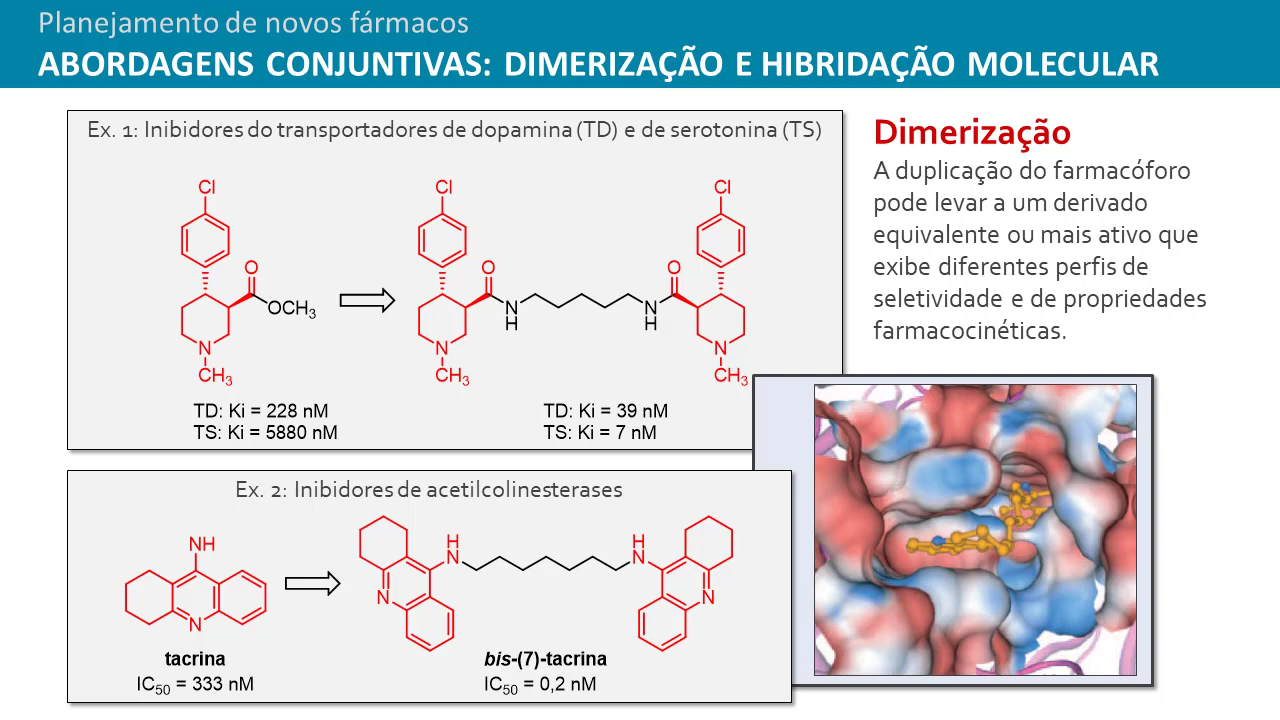 Planejamento de novos fármacos
ABORDAGENS CONJUNTIVAS: DIMERIZAÇÃO E HIBRIDAÇÃO MOLECULAR
Ex. 1: Inibidores do transportadores de dopamina (TD) e de serotonina (TS)
Cl
O
OCH3
N
CH3
TD: Ki = 228 nM
TS: Ki = 5880 nM
Cl
Cl
O
O
N
H
N
H
N
CH3
N
CH3
TD: Ki = 39 nM
TS: Ki = 7 nM
Dimerização
A duplicação do farmacóforo
pode levar a um derivado
equivalente ou mais ativo que
exibe diferentes perfis de
seletividade e de propriedades
farmacocinéticas.
Ex. 2: Inibidores de acetilcolinesterases
NH
N
tacrina
IC50 = 333 nM
H
N
H
N
N
N
bis-(7)-tacrina
IC50 = 0,2 nM